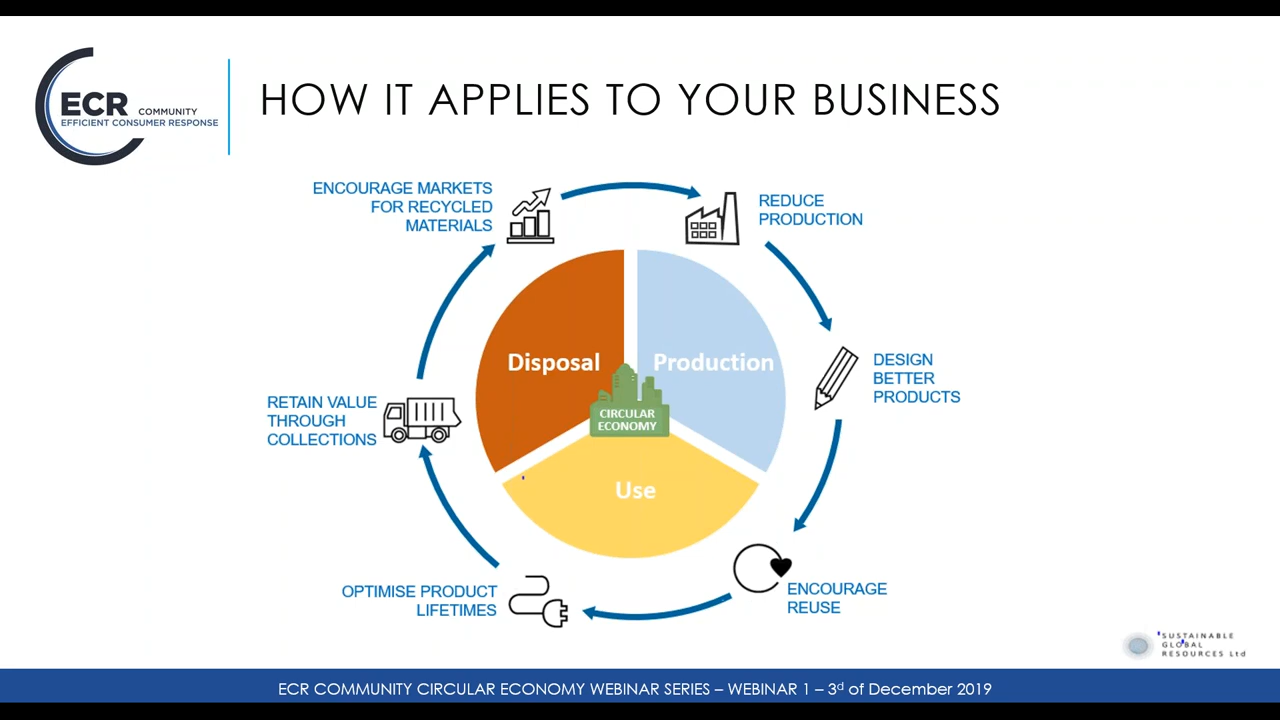 ECR COMMUNITY
EFFICIENT CONSUMER RESPONSE
HOW IT APPLIES TO YOUR BUSINESS
ENCOURAGE MARKETS
FOR RECYCLED
MATERIALS
REDUCE
PRODUCTION
DESIGN
BETTER
PRODUCTS
ENCOURAGE
REUSE
OPTIMISE PRODUCT
LIFETIMES
RETAIN VALUE
THROUGH
COLLECTIONS
Disposal
Production
Use
CIRCULAR
ECONOMY
SUSTAINABLE
GLOBAL
RESOURCES Ltd
ECR COMMUNITY CIRCULAR ECONOMY WEBINAR SERIES – WEBINAR 1 – 3d of December 2019